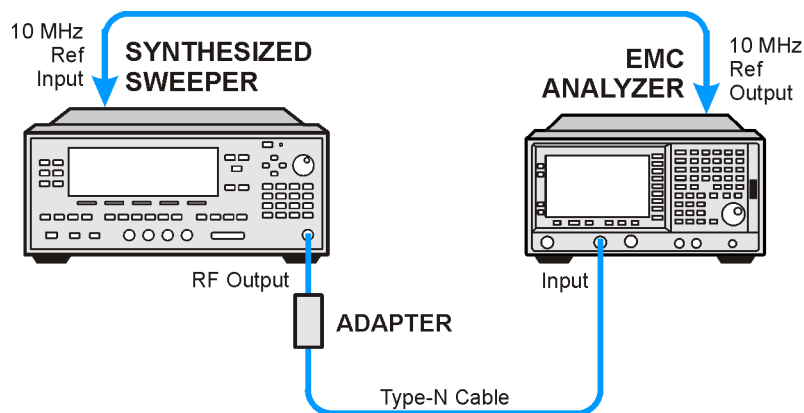 10 MHz
Ref
Input
SYNTHESIZED
SWEEPER
EMC
ANALYZER
10 MHz
Ref
Output
RF Output
Input
ADAPTER
Type-N Cable